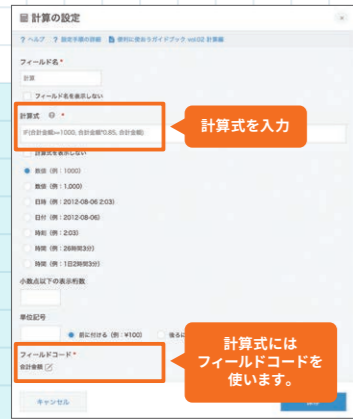 計算の設定
? ヘルプ ? 設定手順の詳細 便利に使おうガイドブック vol.02 計算編
フィールド名*
計算
フィールド名を表示しない
計算式 *
IF(合計金額>=1000, 合計金額*0.85, 合計金額)
計算式を入力
計算式を表示しない
数値 (例:1000)
数値 (例:1,000)
日時 (例:2012-08-06 2:03)
日付 (例:2012-08-06)
時刻 (例:2:03)
時間 (例:26時間3分)
時間 (例:1日2時間3分)
小数点以下の表示桁数
単位記号
前に付ける (例:¥100) 後ろに
計算式には
フィールドコードを
使います。
フィールドコード*
合計金額
キャンセル